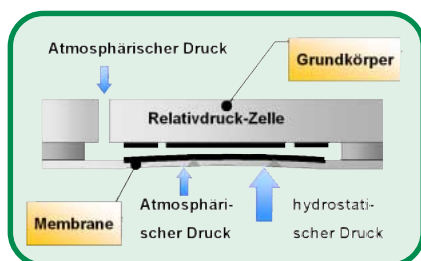 Atmosphärischer Druck
Grundkörper
Relativdruck-Zelle
Membrane
Atmosphäri-
scher Druck
hydrostati-
scher Druck